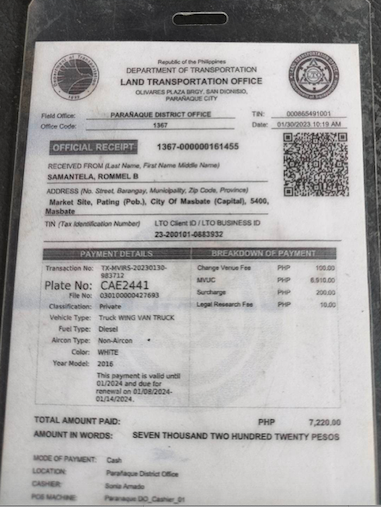 Republic of the Philippines
DEPARTMENT OF TRANSPORTATION
LAND TRANSPORTATION OFFICE
OLIVARES PLAZA BRGY, SAN DIONISIO,
PARAÑAQUE CITY
Field Office: PARAÑAQUE DISTRICT OFFICE TIN: 000865491001
Office Code: 1367 Date: 01/30/2023 10:19 AM
OFFICIAL RECEIPT 1367-000000161455
RECEIVED FROM (Last Name, First Name Middle Name)
SAMANTELA, ROMMEL B
ADDRESS (No. Street, Barangay, Municipality, Zip Code, Province)
Market Site, Pating (Pob.), City Of Masbate (Capital), 5400,
Masbate
TIN (Tax Identification Number) LTO Client ID / LTO BUSINESS ID
23-200101-6683932
PAYMENT DETAILS BREAKDOWN OF PAYMENT
Transaction No: TX-MVIRS-20230130-
983712
Change Venue Fee PHP 100.00
Plate No: CAE2441 MVUC PHP 6,910.00
File No: 030100000427693 Surcharge PHP 200.00
Classification: Private Legal Research Fee PHP 10.00
Vehicle Type: Truck WING VAN TRUCK
Fuel Type: Diesel
Aircon Type: Non-Aircon
Color: WHITE
Year Model: 2016
This payment is valid until
01/2024 and due for
renewal on 01/08/2024-
01/14/2024.
TOTAL AMOUNT PAID: PHP 7,220.00
AMOUNT IN WORDS: SEVEN THOUSAND TWO HUNDRED TWENTY PESOS
MODE OF PAYMENT: Cash
LOCATION: Parañaque District Office
CASHIER: Sonia Amado
POS MACHINE: Paranaque DO_Cashier_01